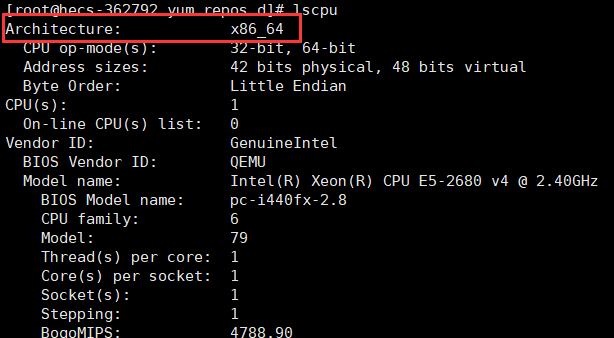 [root@hecs-362792 yum.repos.d]# lscpu
Architecture: x86_64
CPU op-mode(s): 32-bit, 64-bit
Address sizes: 42 bits physical, 48 bits virtual
Byte Order: Little Endian
CPU(s): 1
On-line CPU(s) list: 0
Vendor ID: GenuineIntel
BIOS Vendor ID: QEMU
Model name: Intel(R) Xeon(R) CPU E5-2680 v4 @ 2.40GHz
BIOS Model name: pc-i440fx-2.8
CPU family: 6
Model: 79
Thread(s) per core: 1
Core(s) per socket: 1
Socket(s): 1
Stepping: 1
BogoMIPS: 4788.90